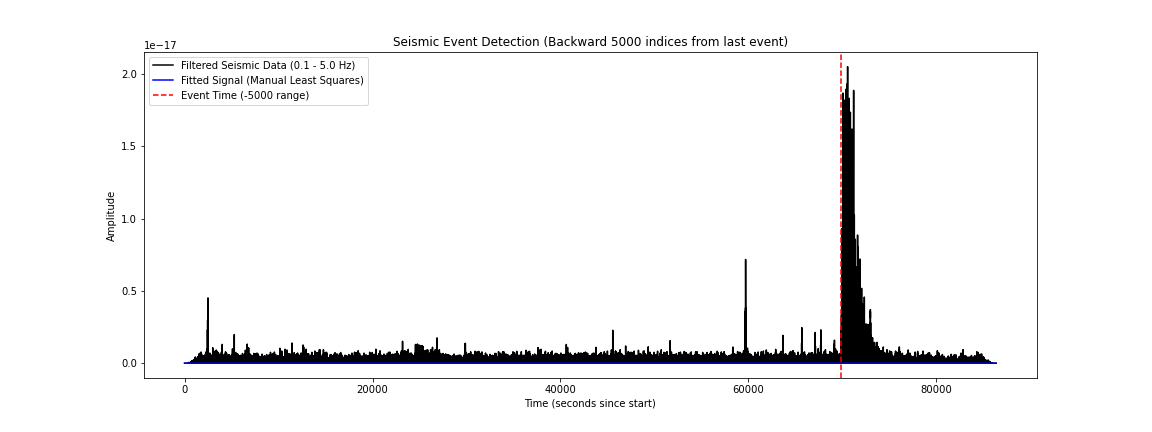 Seismic Event Detection (Backward 5000 indices from last event)
1e−17
Filtered Seismic Data (0.1 - 5.0 Hz)
Fitted Signal (Manual Least Squares)
Event Time (-5000 range)
2.0
1.5
1.0
0.5
0.0
Amplitude
0 20000 40000 60000 80000
Time (seconds since start)